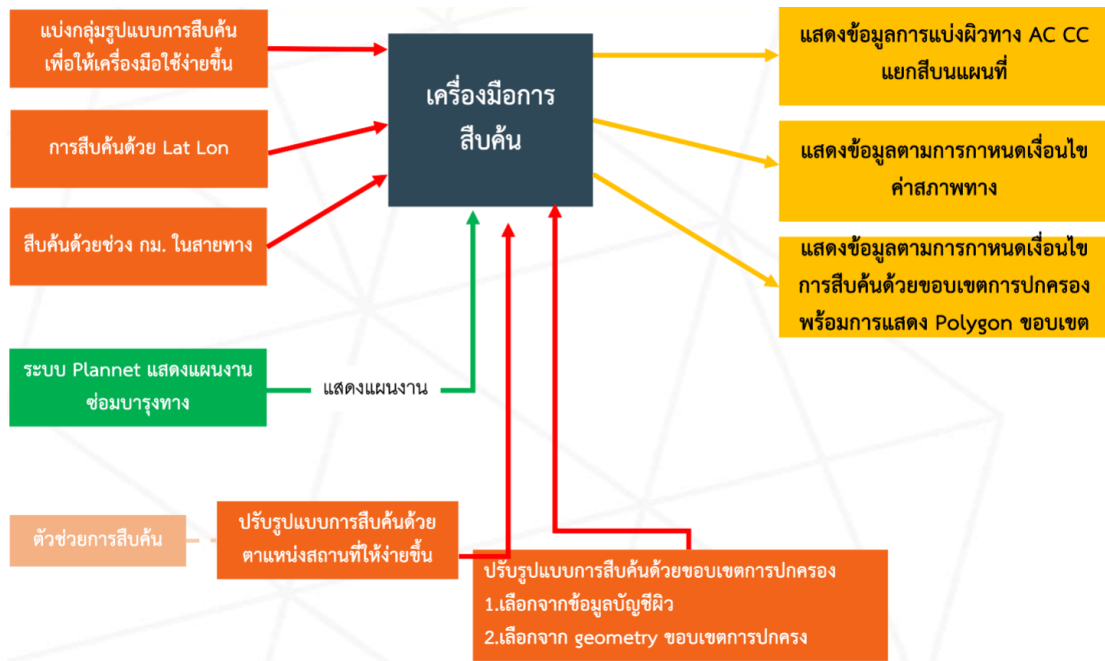 แบ่งกลุ่มรูปแบบการสืบค้น
เพื่อให้เครื่องมือใช้ง่ายขึ้น
การสืบค้นด้วย Lat Lon
สืบค้นด้วยช่วง กม. ในสายทาง
เครื่องมือการ
สืบค้น
แสดงข้อมูลการแบ่งผิวทาง AC CC
แยกสีบนแผนที่
แสดงข้อมูลตามการกาหนดเงื่อนไข
ค่าสภาพทาง
แสดงข้อมูลตามการกาหนดเงื่อนไข
การสืบค้นด้วยขอบเขตการปกครอง
พร้อมการแสดง Polygon ขอบเขต
ระบบ Plannet แสดงแผนงาน
ซ่อมบารุงทาง
แสดงแผนงาน
ตัวช่วยการสืบค้น
ปรับรูปแบบการสืบค้นด้วย
ตาแหน่งสถานที่ให้ง่ายขึ้น
ปรับรูปแบบการสืบค้นด้วยขอบเขตการปกครอง
1.เลือกจากข้อมูลบัญชีผิว
2.เลือกจาก geometry ขอบเขตการปกครง